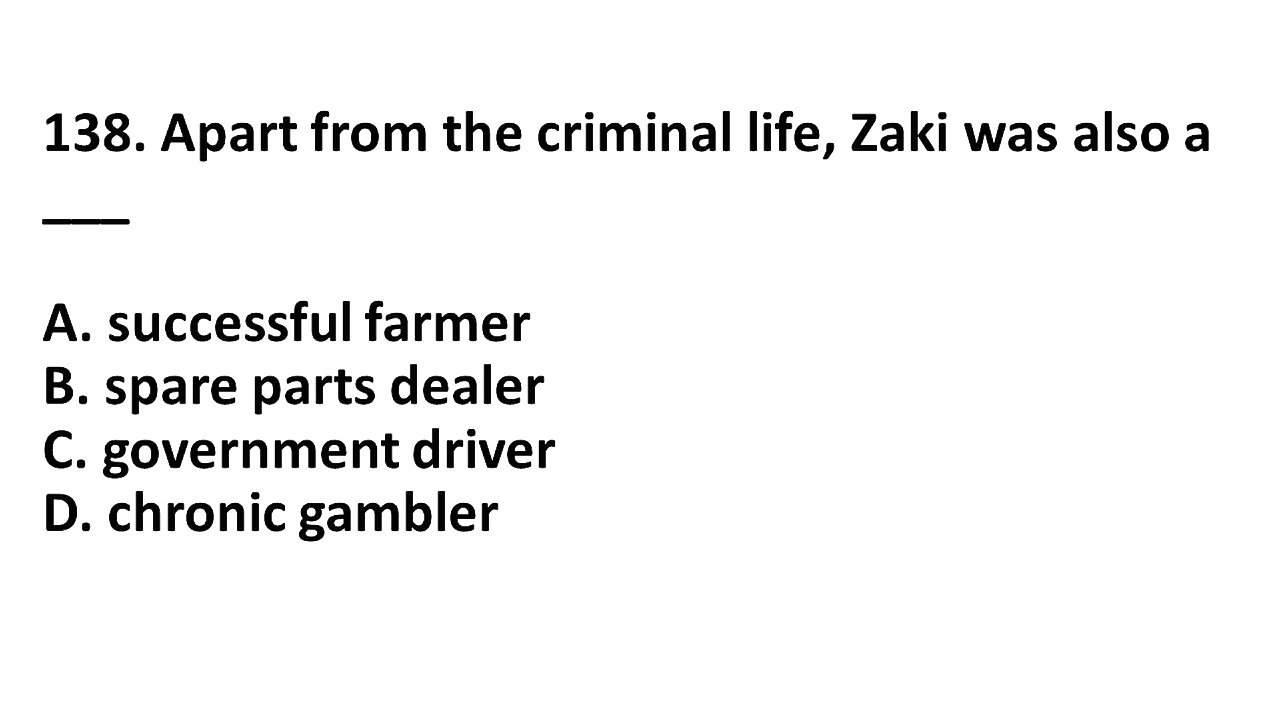 138. Apart from the criminal life, Zaki was also a
___
A. successful farmer
B. spare parts dealer
C. government driver
D. chronic gambler